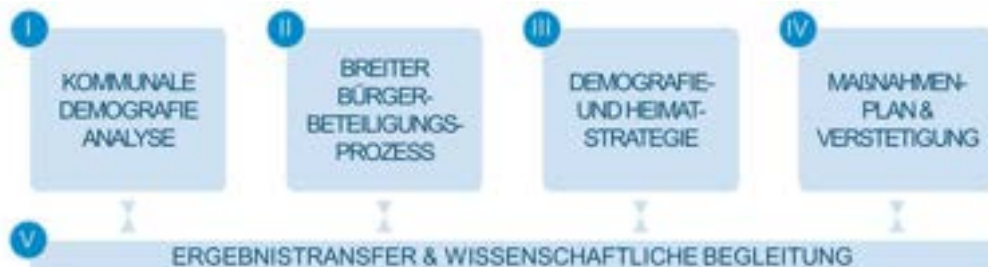 I
KOMMUNALE
DEMOGRAFIE
ANALYSE
II
BREITER
BÜRGER-
BETEILIGUNGS-
PROZESS
III
DEMOGRAFIE-
UND HEIMAT-
STRATEGIE
IV
MAßNAHMEN-
PLAN &
VERSTETIGUNG
V
ERGEBNISTRANSFER & WISSENSCHAFTLICHE BEGLEITUNG